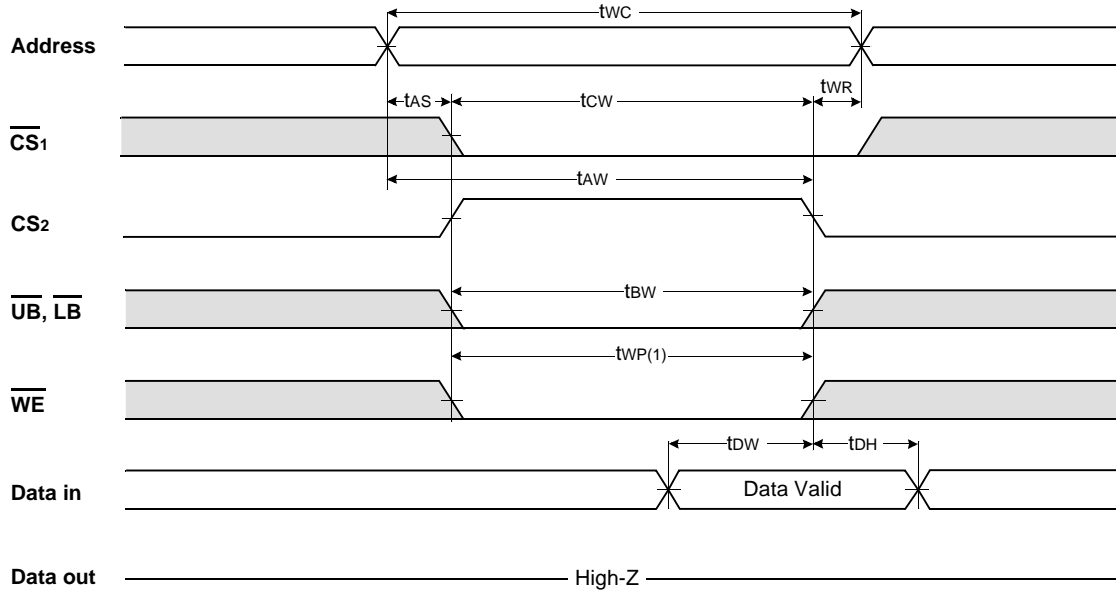 tWC
Address
tAS tCW tWR
CS1
tAW
CS2
tBW
UB, LB
tWP(1)
WE
tDW tDH
Data in Data Valid
Data out High-Z